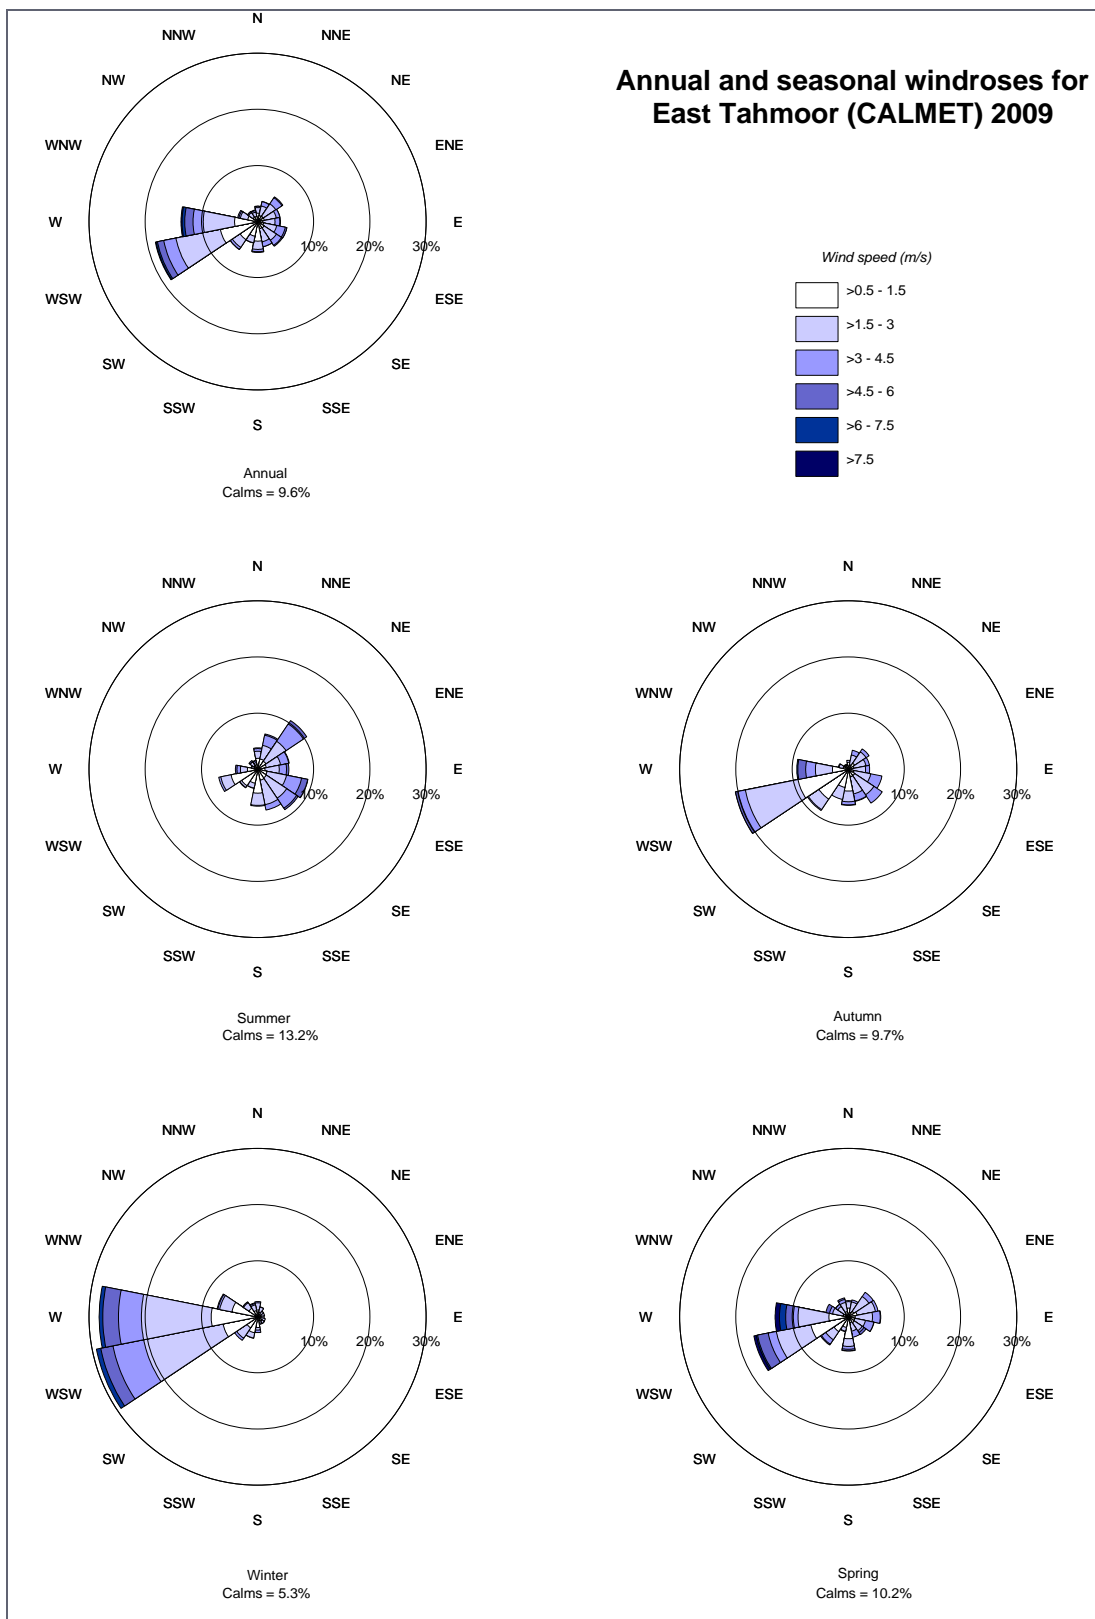 Annual and seasonal windroses for
East Tahmoor (CALMET) 2009
N
NNW NNE
NW NE
WNW ENE
W E
10% 20% 30%
WSW ESE
SW SE
SSW SSE
S
Annual
Calms = 9.6%
Wind speed (m/s)
>0.5 - 1.5
>1.5 - 3
>3 - 4.5
>4.5 - 6
>6 - 7.5
>7.5
N
NNW NNE
NW NE
WNW ENE
W E
10% 20% 30%
WSW ESE
SW SE
SSW SSE
S
Summer
Calms = 13.2%
N
NNW NNE
NW NE
WNW ENE
W E
10% 20% 30%
WSW ESE
SW SE
SSW SSE
S
Autumn
Calms = 9.7%
N
NNW NNE
NW NE
WNW ENE
W E
10% 20% 30%
WSW ESE
SW SE
SSW SSE
S
Winter
Calms = 5.3%
N
NNW NNE
NW NE
WNW ENE
W E
10% 20% 30%
WSW ESE
SW SE
SSW SSE
S
Spring
Calms = 10.2%